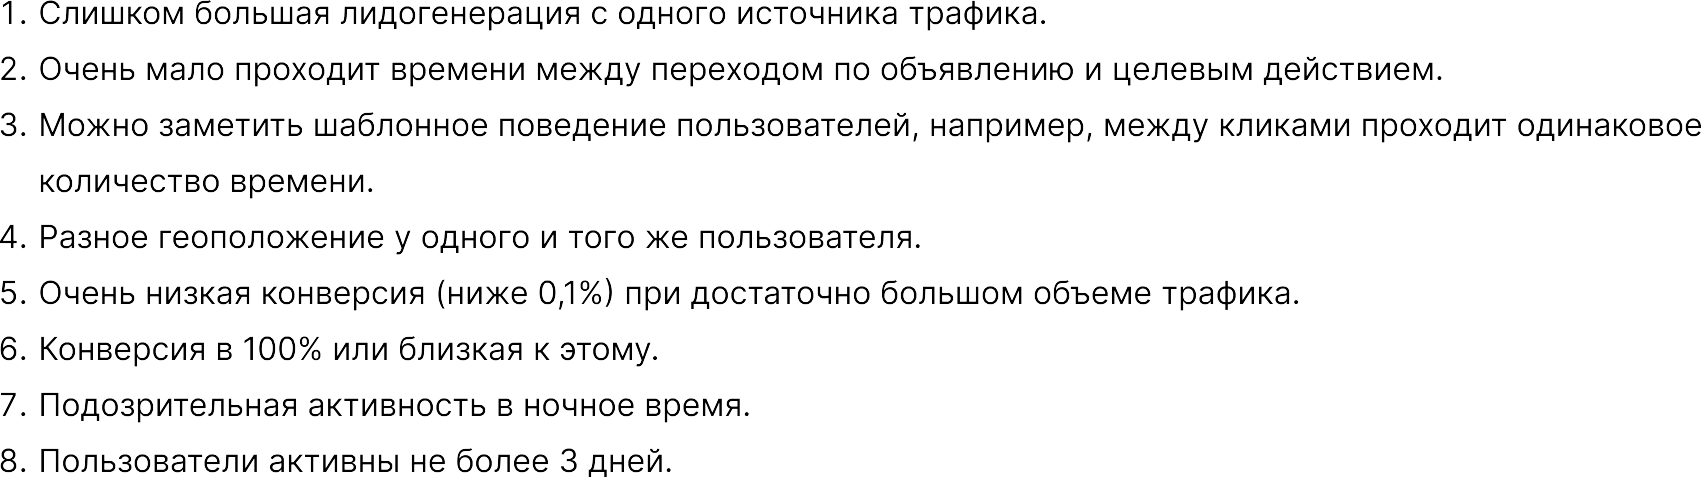 1. Слишком большая лидогенерация с одного источника трафика.
2. Очень мало проходит времени между переходом по объявлению и целевым действием.
3. Можно заметить шаблонное поведение пользователей, например, между кликами проходит одинаковое
количество времени.
4. Разное геоположение у одного и того же пользователя.
5. Очень низкая конверсия (ниже 0,1%) при достаточно большом объеме трафика.
6. Конверсия в 100% или близкая к этому.
7. Подозрительная активность в ночное время.
8. Пользователи активны не более 3 дней.